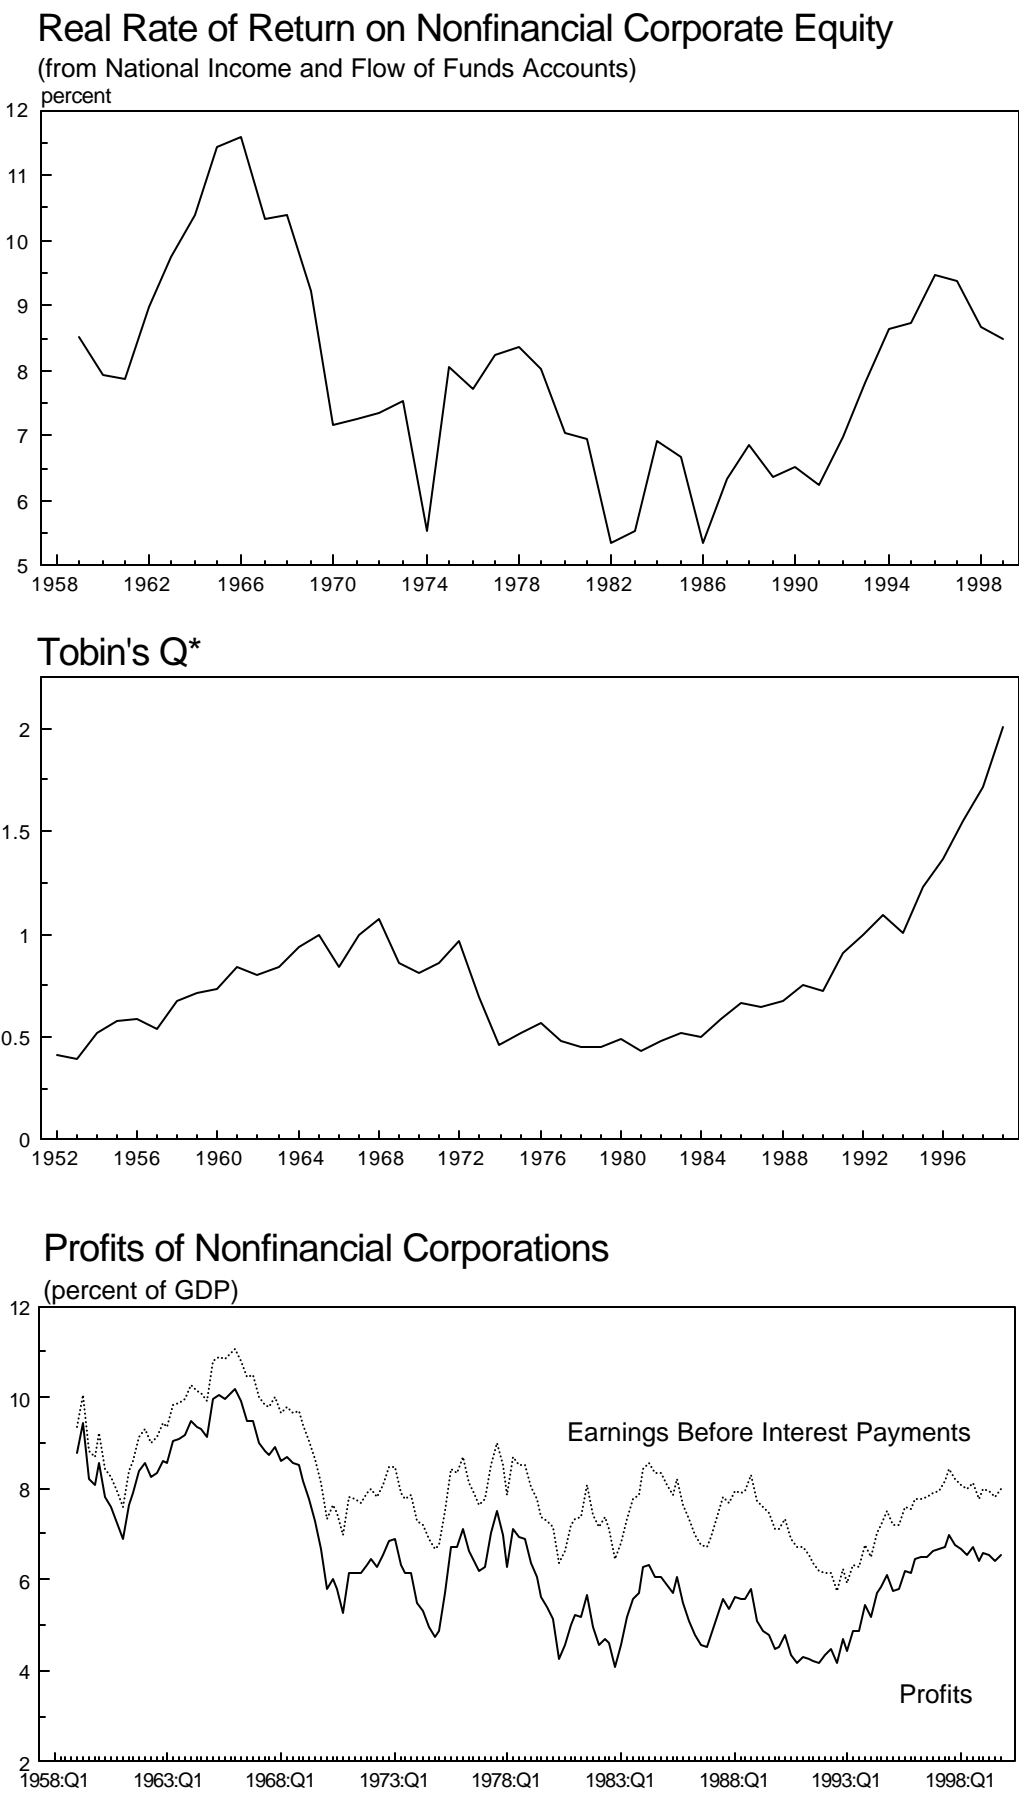 Real Rate of Return on Nonfinancial Corporate Equity
(from National Income and Flow of Funds Accounts)
percent
12
11
10
9
8
7
6
5
1958 1962 1966 1970 1974 1978 1982 1986 1990 1994 1998
Tobin's Q*
2
1.5
1
0.5
0
1952 1956 1960 1964 1968 1972 1976 1980 1984 1988 1992 1996
Profits of Nonfinancial Corporations
(percent of GDP)
12
10
Earnings Before Interest Payments
8
6
4
Profits
2
1958:Q1 1963:Q1 1968:Q1 1973:Q1 1978:Q1 1983:Q1 1988:Q1 1993:Q1 1998:Q1